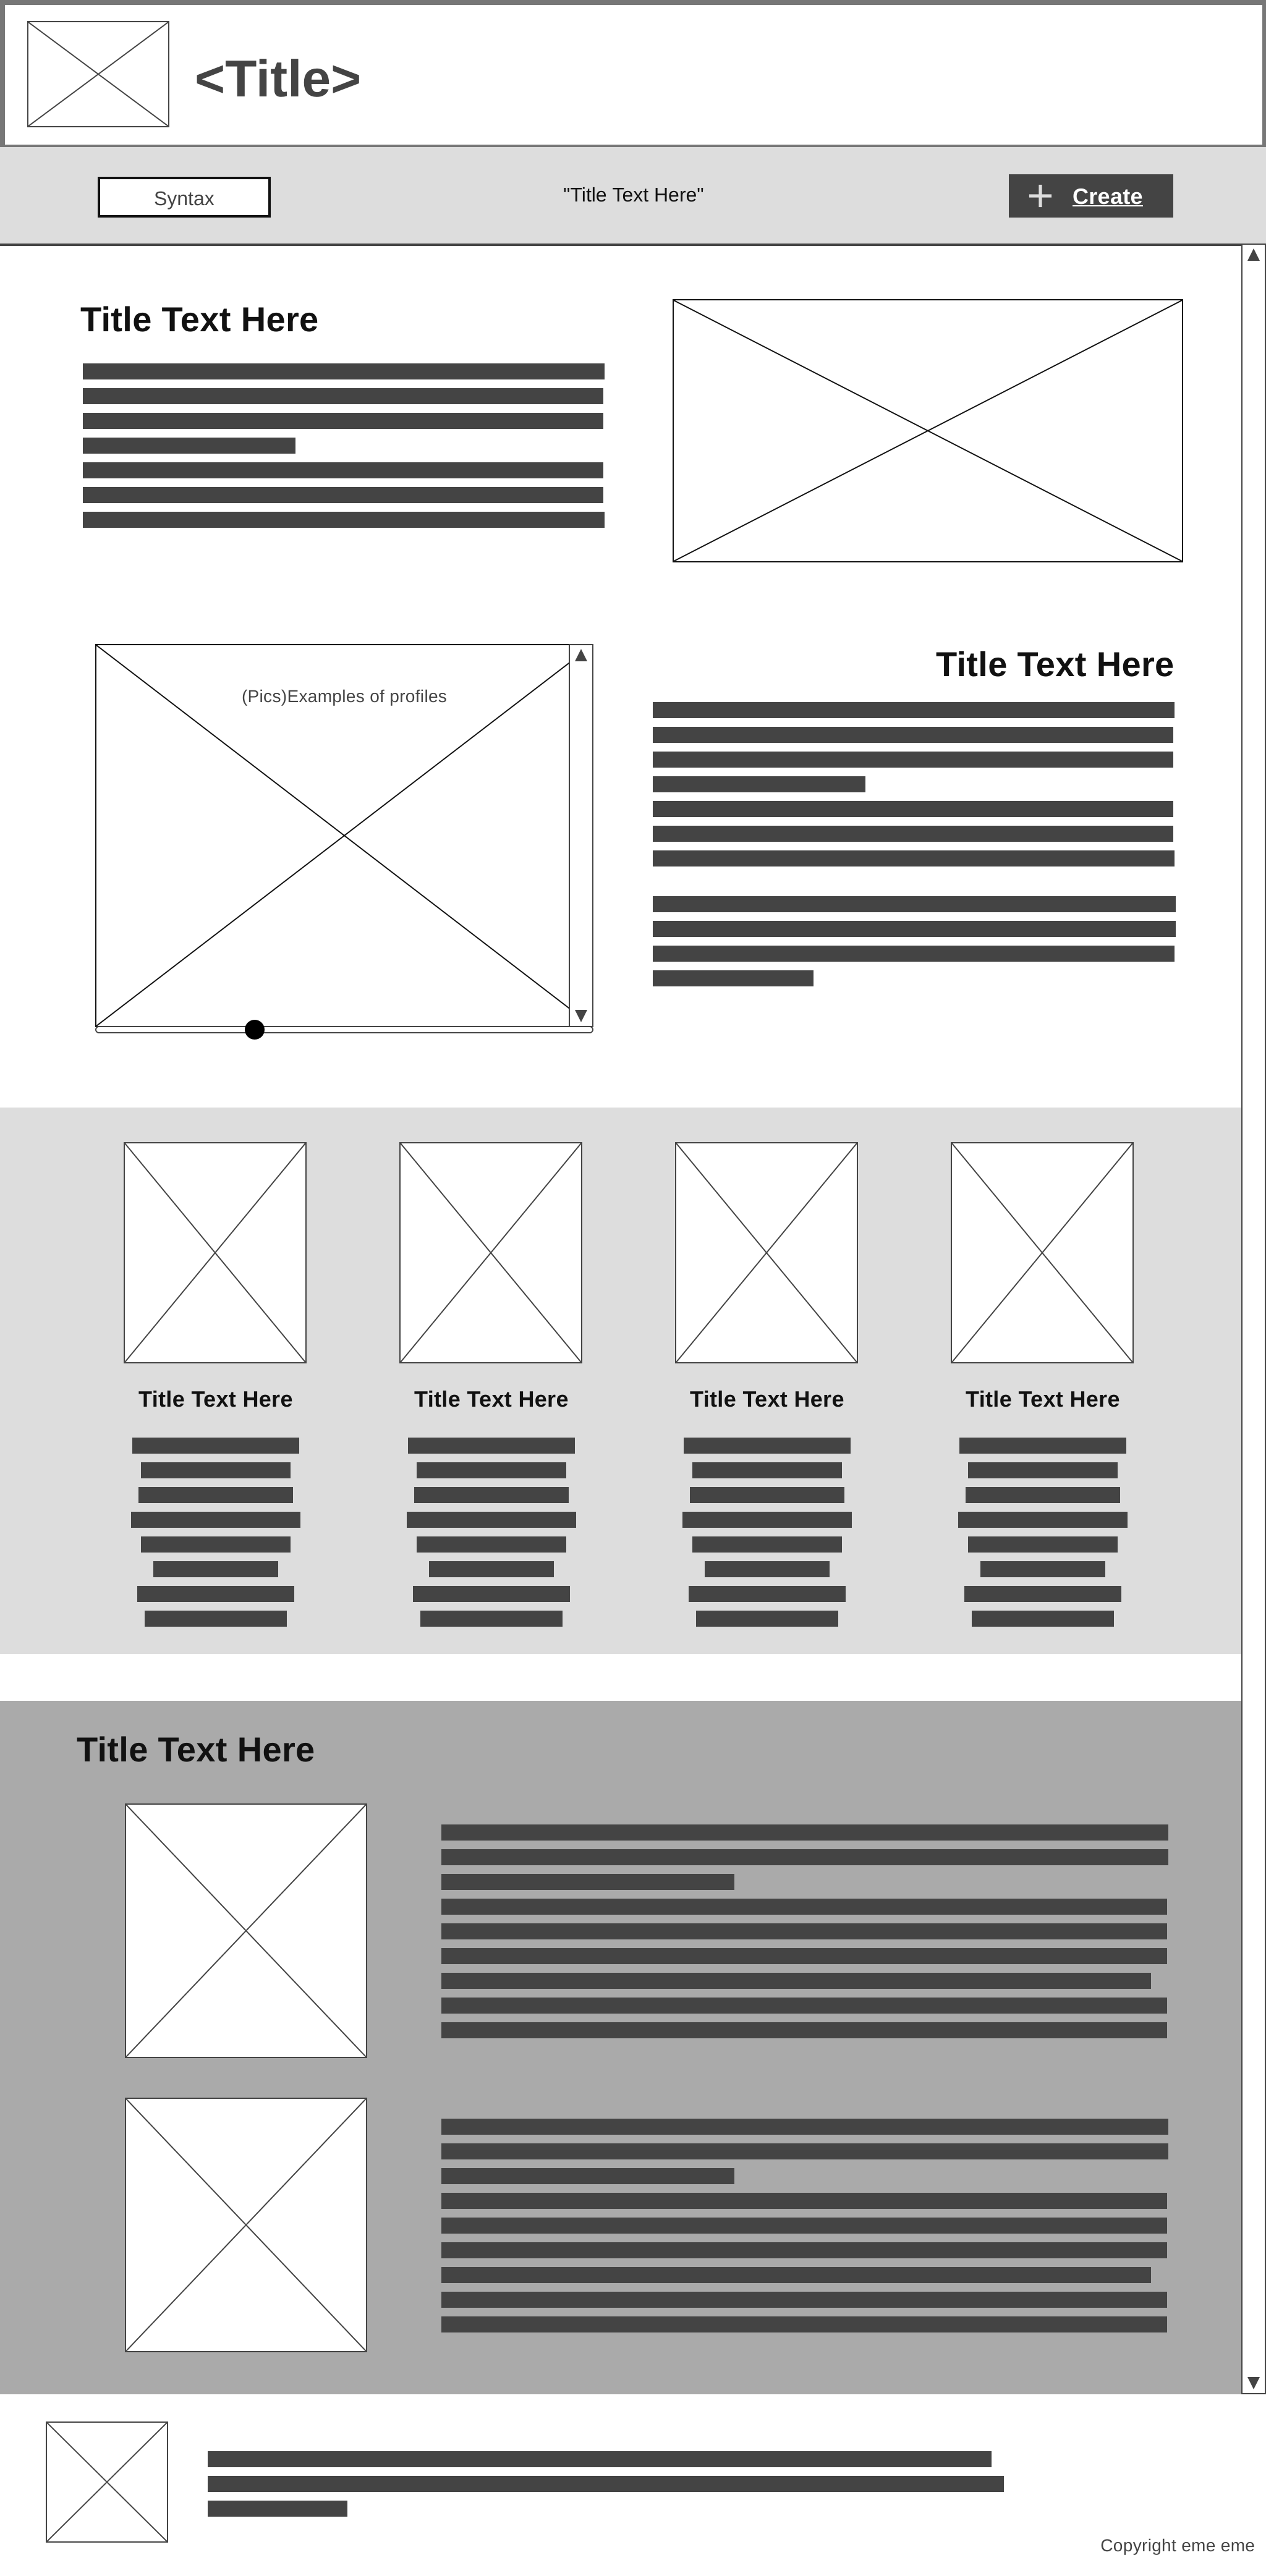 <Title>
Syntax
"Title Text Here"
Create
Title Text Here
(Pics)Examples of profiles
Title Text Here
Title Text Here
Title Text Here
Title Text Here
Title Text Here
Title Text Here
Copyright eme eme